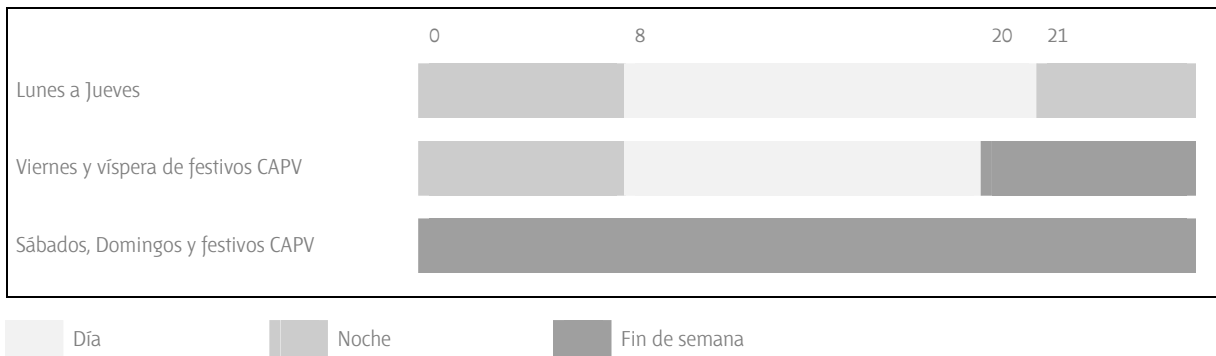 0 8 20 21
Lunes a Jueves
Viernes y víspera de festivos CAPV
Sábados, Domingos y festivos CAPV
Día Noche Fin de semana